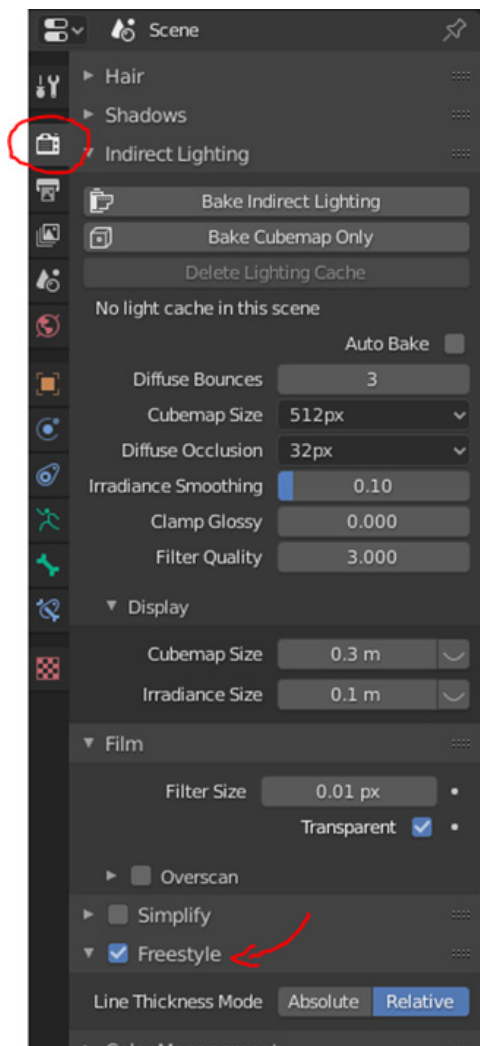 Scene
Hair
Shadows
Indirect Lighting
Bake Indirect Lighting
Bake Cubemap Only
Delete Lighting Cache
No light cache in this scene
Auto Bake
Diffuse Bounces 3
Cubemap Size 512px
Diffuse Occlusion 32px
Irradiance Smoothing 0.10
Clamp Glossy 0.000
Filter Quality 3.000
Display
Cubemap Size 0.3 m
Irradiance Size 0.1 m
Film
Filter Size 0.01 px
Transparent
Overscan
Simplify
Freestyle
Line Thickness Mode Absolute Relative